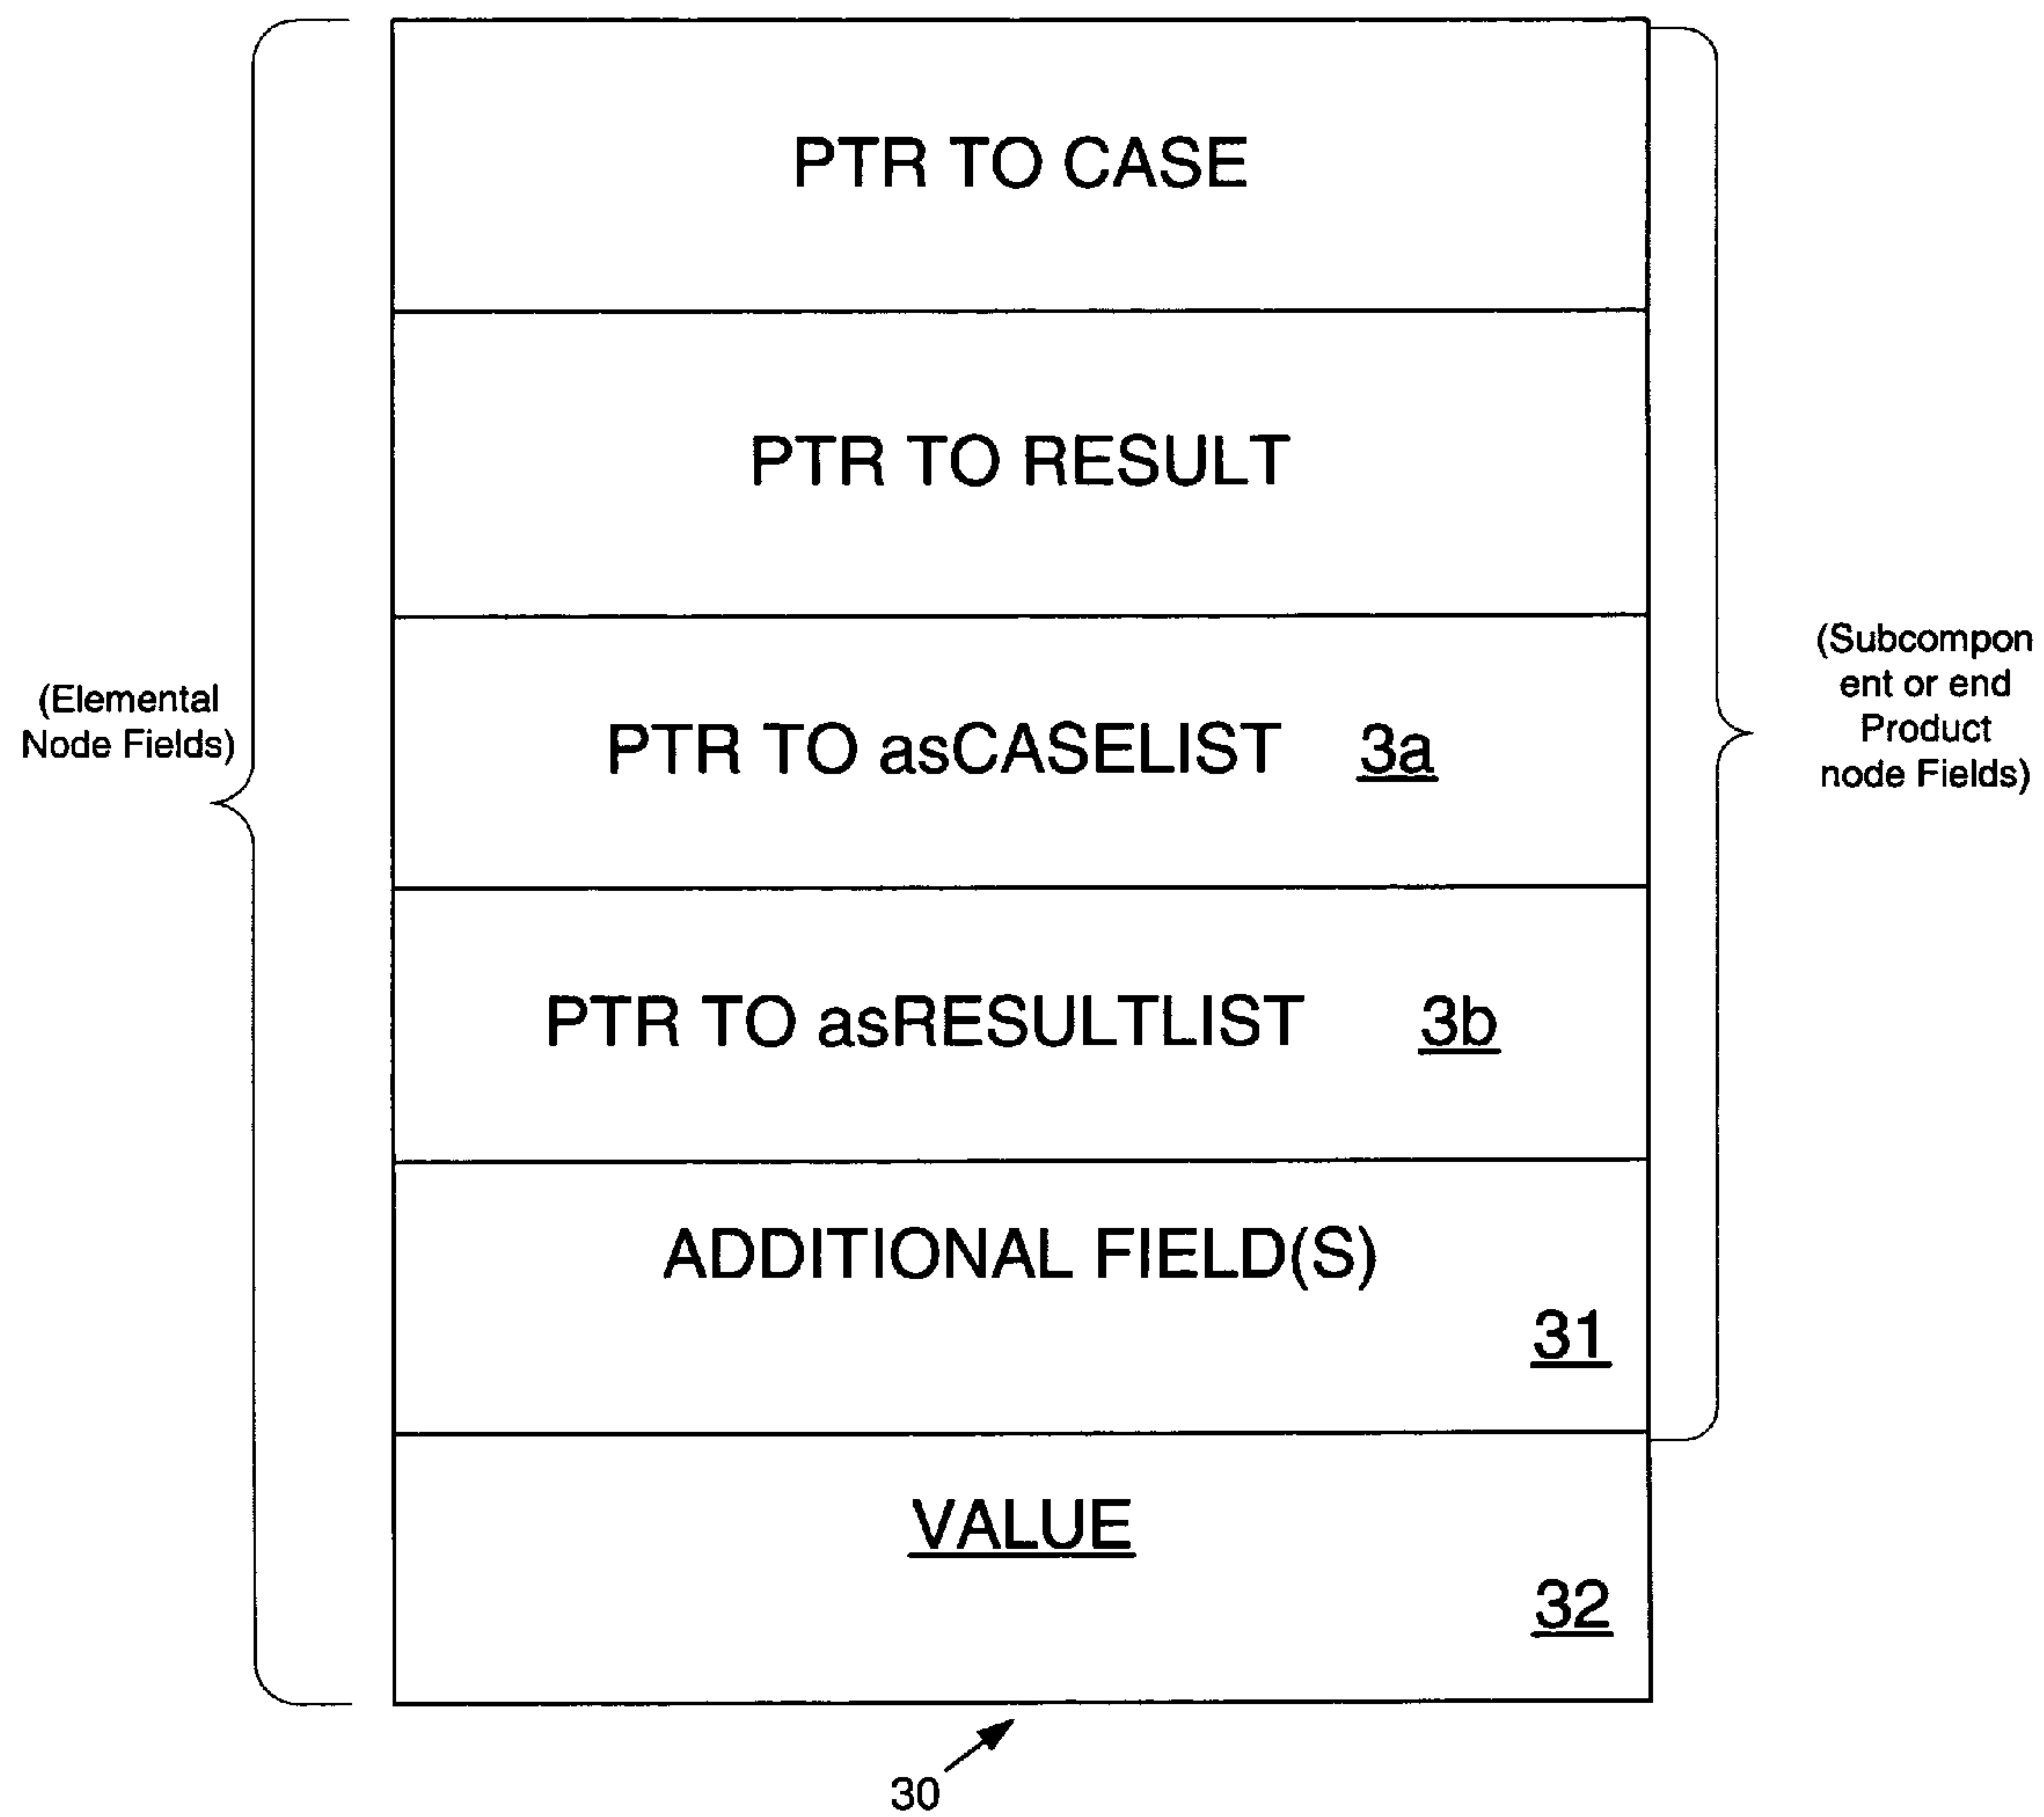 PTR TO CASE
PTR TO RESULT
(Elemental
Node Fields)
PTR TO asCASELIST 3a
(Subcompon
ent or end
Product
node Fields)
PTR TO asRESULTLIST 3b
ADDITIONAL FIELD(S)
31
VALUE
32
30